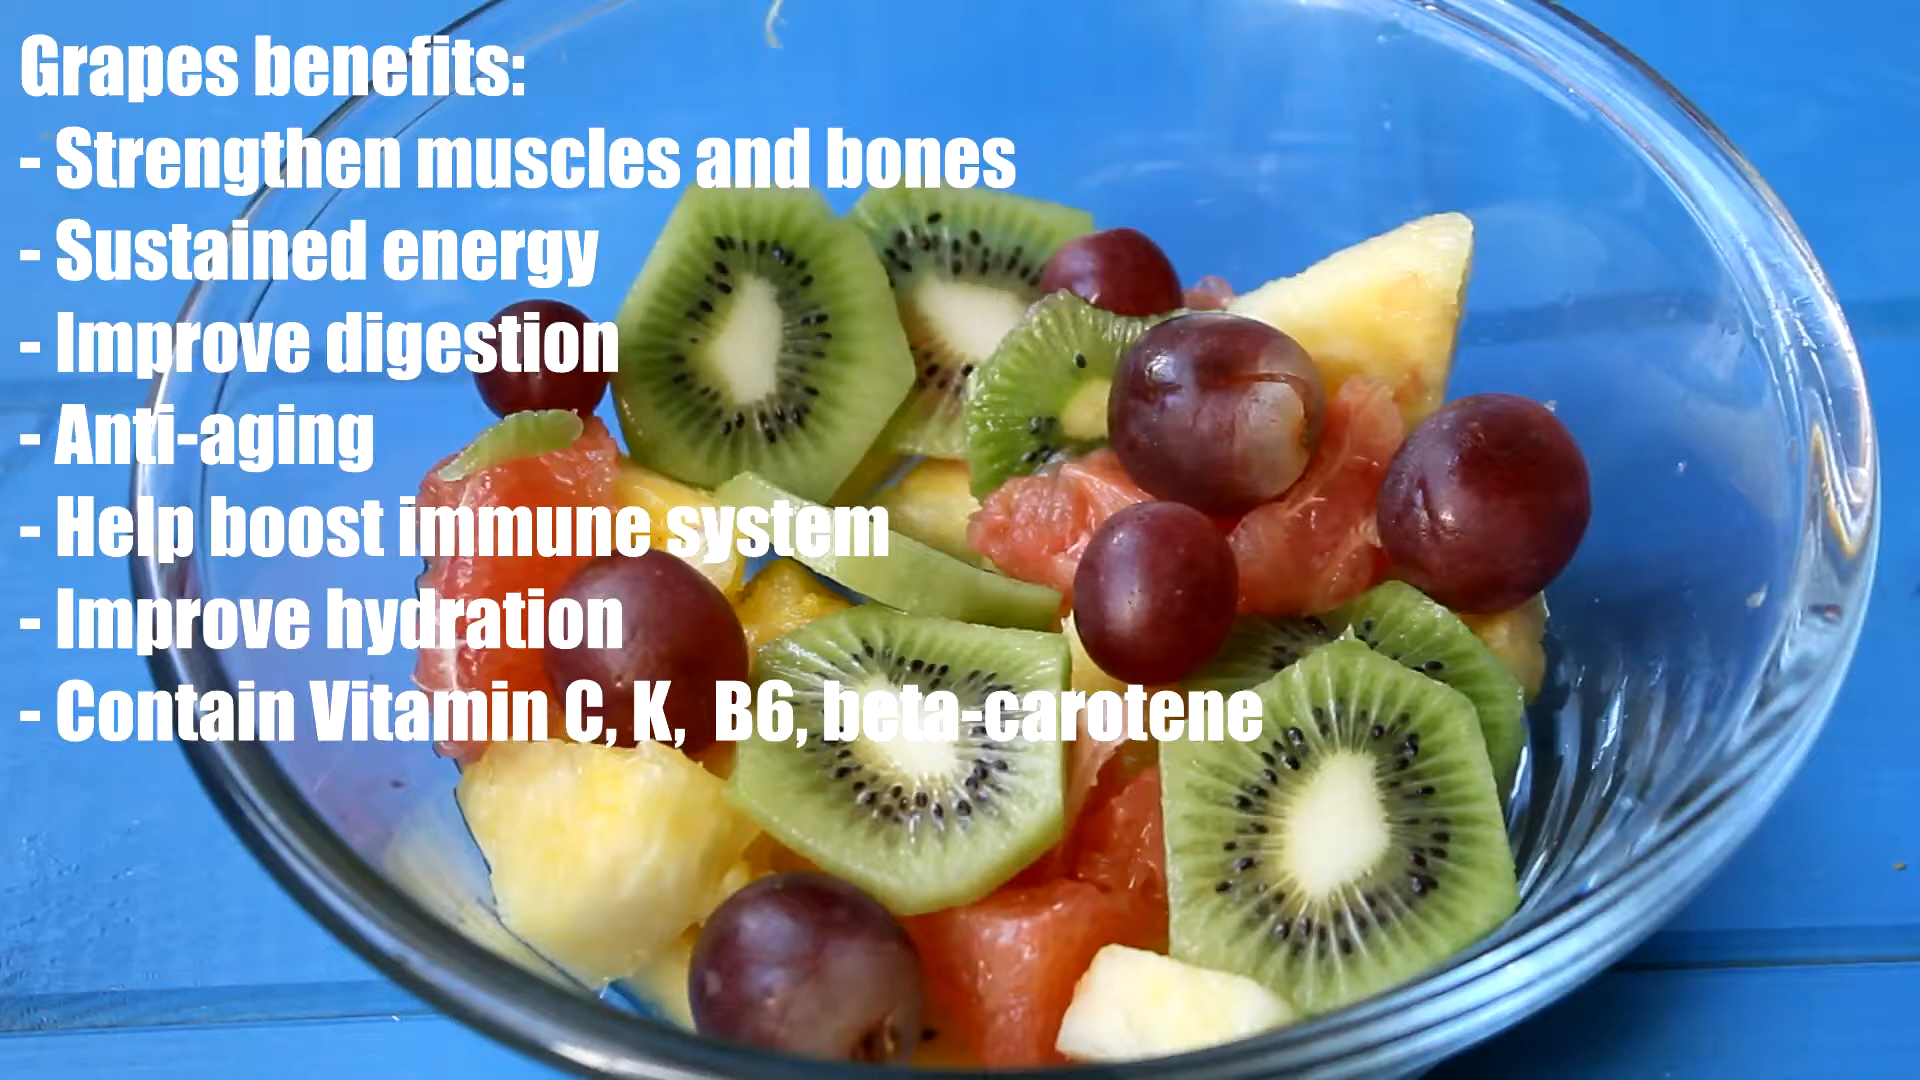 Grapes benefits:
- Strengthen muscles and bones
- Sustained energy
- Improve digestion
- Anti-aging
- Help boost immune system
- Improve hydration
- Contain Vitamin C, K,  B6, beta-carotene